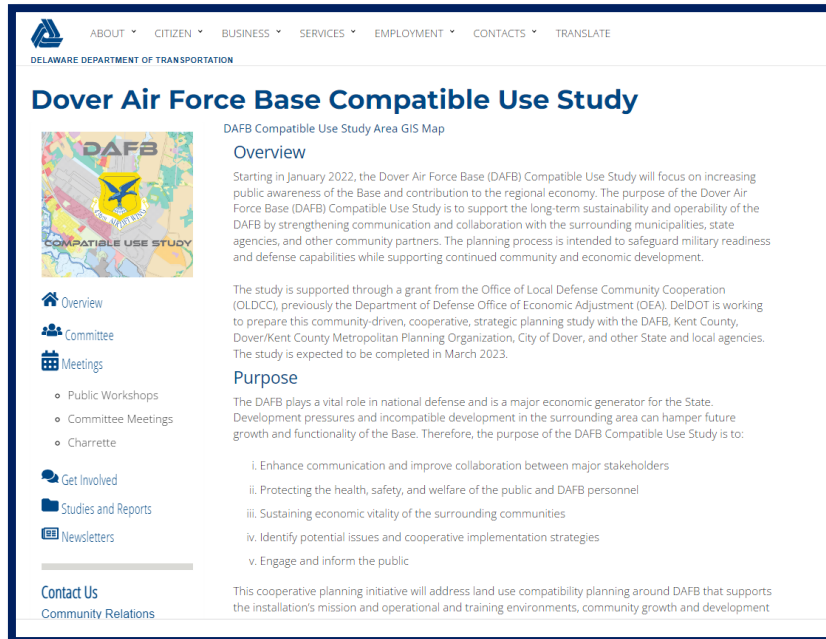 ABOUT CITIZEN BUSINESS SERVICES EMPLOYMENT CONTACTS TRANSLATE
DELAWARE DEPARTMENT OF TRANSPORTATION
Dover Air Force Base Compatible Use Study
DAFB
COMPATIBLE USE STUDY
Overview
Committee
Meetings
Public Workshops
Committee Meetings
Charrette
Get Involved
Studies and Reports
Newsletters
Contact Us
Community Relations
DAFB Compatible Use Study Area GIS Map
Overview
Starting in January 2022, the Dover Air Force Base (DAFB) Compatible Use Study will focus on increasing
public awareness of the Base and contribution to the regional economy. The purpose of the Dover Air
Force Base (DAFB) Compatible Use Study is to support the long-term sustainability and operability of the
DAFB by strengthening communication and collaboration with the surrounding municipalities, state
agencies, and other community partners. The planning process is intended to safeguard military readiness
and defense capabilities while supporting continued community and economic development.
The study is supported through a grant from the Office of Local Defense Community Cooperation
(OLDCC), previously the Department of Defense Office of Economic Adjustment (OEA). DelDOT is working
to prepare this community-driven, cooperative, strategic planning study with the DAFB, Kent County,
Dover/Kent County Metropolitan Planning Organization, City of Dover, and other State and local agencies.
The study is expected to be completed in March 2023.
Purpose
The DAFB plays a vital role in national defense and is a major economic generator for the State.
Development pressures and incompatible development in the surrounding area can hamper future
growth and functionality of the Base. Therefore, the purpose of the DAFB Compatible Use Study is to:
i. Enhance communication and improve collaboration between major stakeholders
ii. Protecting the health, safety, and welfare of the public and DAFB personnel
iii. Sustaining economic vitality of the surrounding communities
iv. Identify potential issues and cooperative implementation strategies
v. Engage and inform the public
This cooperative planning initiative will address land use compatibility planning around DAFB that supports
the installation's mission and operational and training environments, community growth and development